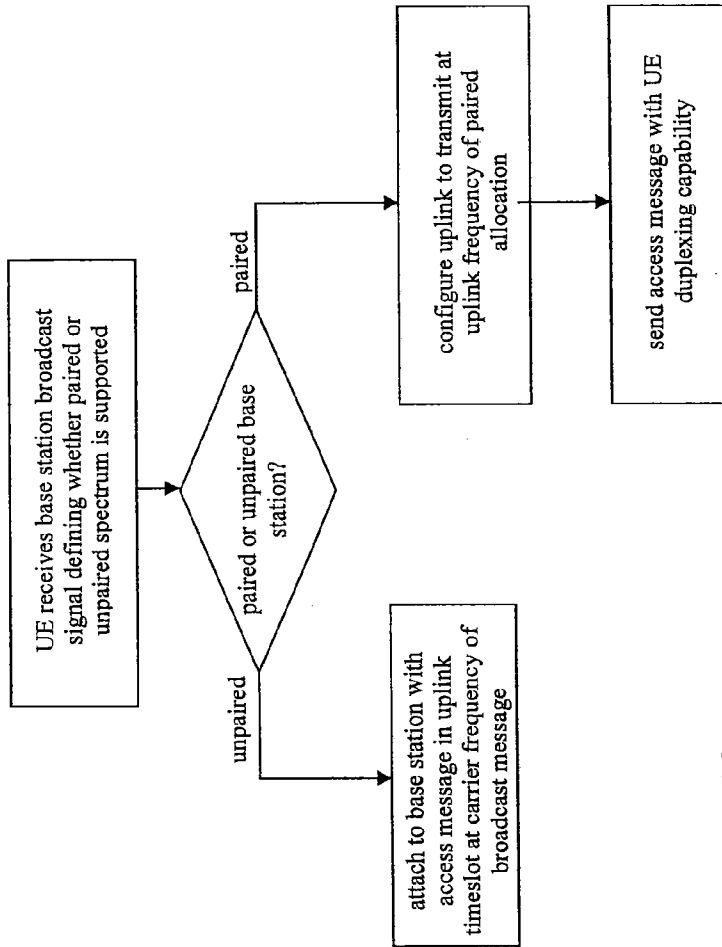 UE receives base station broadcast
signal defining whether paired or
unpaired spectrum is supported
paired or unpaired base
station?
unpaired
paired
attach to base station with
access message in uplink
timeslot at carrier frequency of
broadcast message
configure uplink to transmit at
uplink frequency of paired
allocation
send access message with UE
duplexing capability